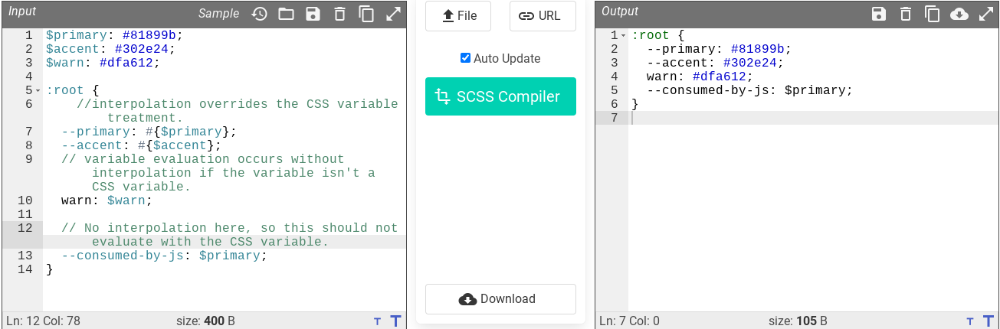 Input Sample
1 $primary: #81899b;
2 $accent: #302e24;
3 $warn: #dfa612;
4
5 :root {
6 //interpolation overrides the CSS variable
treatment.
7 --primary: #{$primary};
8 --accent: #{$accent};
9 // variable evaluation occurs without
interpolation if the variable isn't a
CSS variable.
10 warn: $warn;
11
12 // No interpolation here, so this should not
evaluate with the CSS variable.
13 --consumed-by-js: $primary;
14 }
Ln: 12 Col: 78 size: 400 B T T
File URL
Auto Update
SCSS Compiler
Download
Output
1 :root {
2 --primary: #81899b;
3 --accent: #302e24;
4 warn: #dfa612;
5 --consumed-by-js: $primary;
6 }
7
Ln: 7 Col: 0 size: 105 B T T